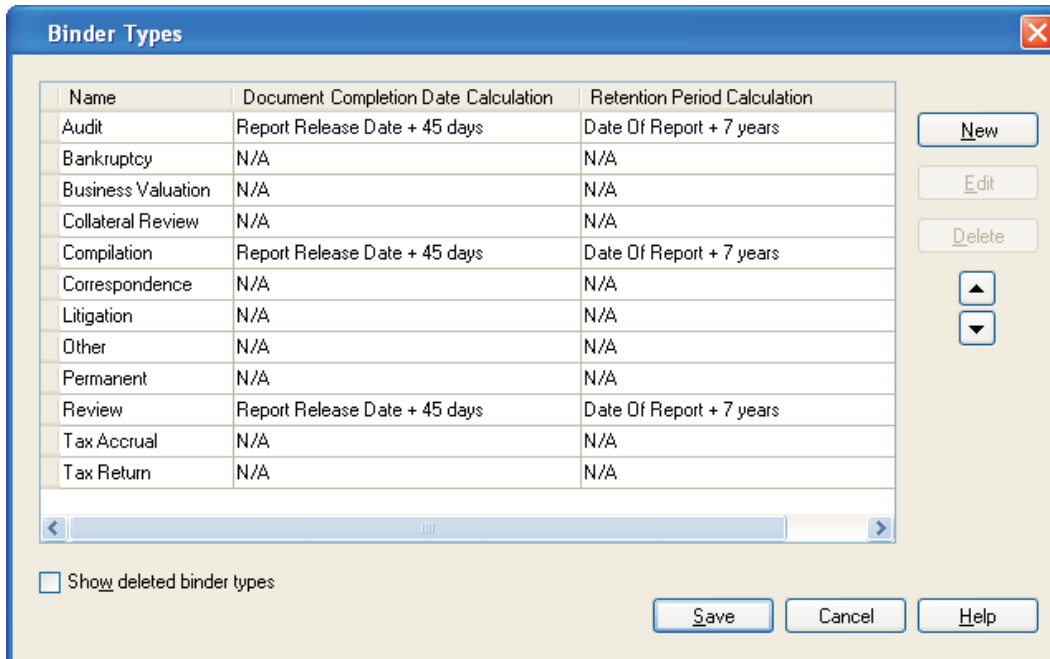 Binder Types
Name Document Completion Date Calculation Retention Period Calculation
Audit Report Release Date + 45 days Date Of Report + 7 years
Bankruptcy N/A N/A
Business Valuation N/A N/A
Collateral Review N/A N/A
Compilation Report Release Date + 45 days Date Of Report + 7 years
Correspondence N/A N/A
Litigation N/A N/A
Other N/A N/A
Permanent N/A N/A
Review Report Release Date + 45 days Date Of Report + 7 years
Tax Accrual N/A N/A
Tax Return N/A N/A
New
Edit
Delete
Show deleted binder types
Save Cancel Help